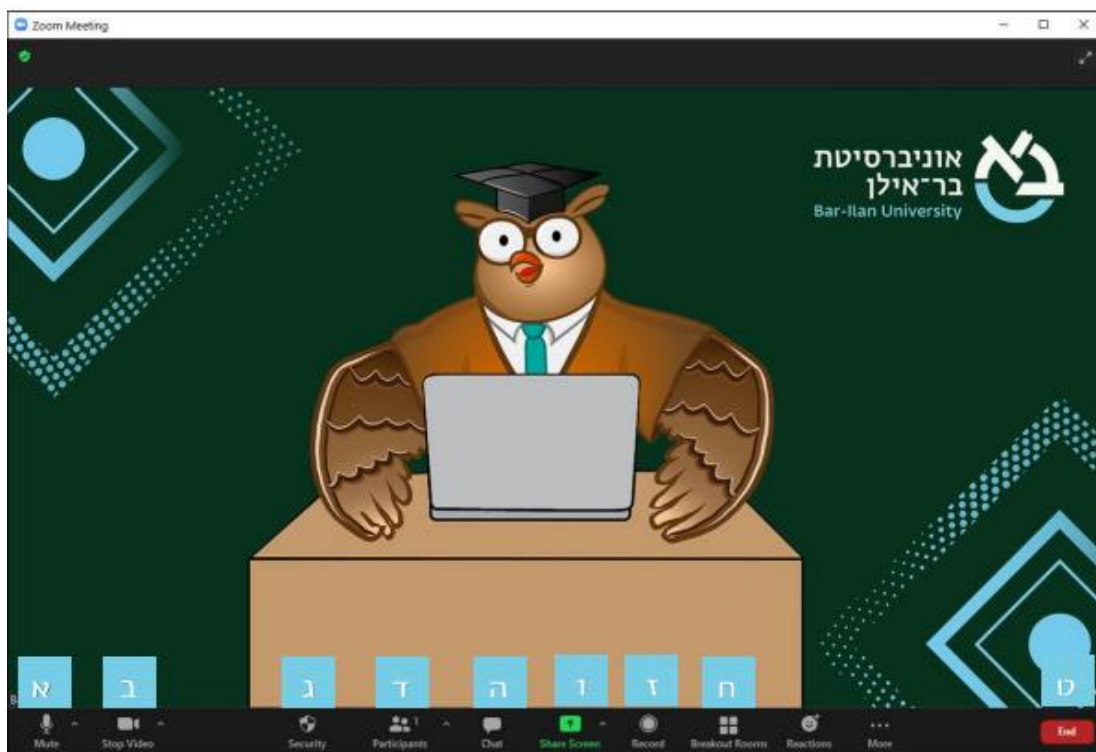 Zoom Meeting
אוניברסיטת
בר־אילן
Bar-Ilan University
א ב ג ד ה ו ז ח ט
1
Mute Stop Video Security Participants Chat Share Screen Record Breakout Rooms Reactions More End